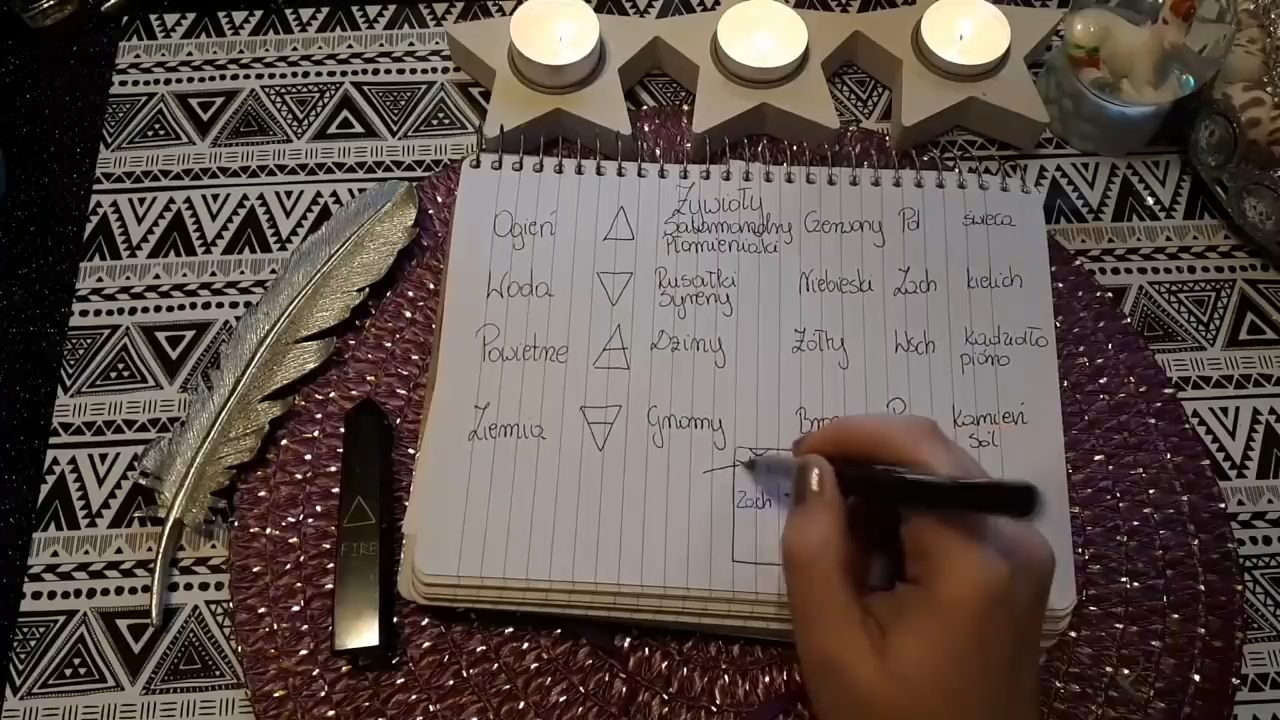 Żywioły
Ogień Salamandry Czerwony Płd świeca
Płomieniaki
Woda Rusałki Niebieski Zach kielich
Syreny
Powietrze Dżiny Żółty Wsch Kadzidło
pióro
Ziemia Gnomy Kamień
Sól
Zach
FIRE